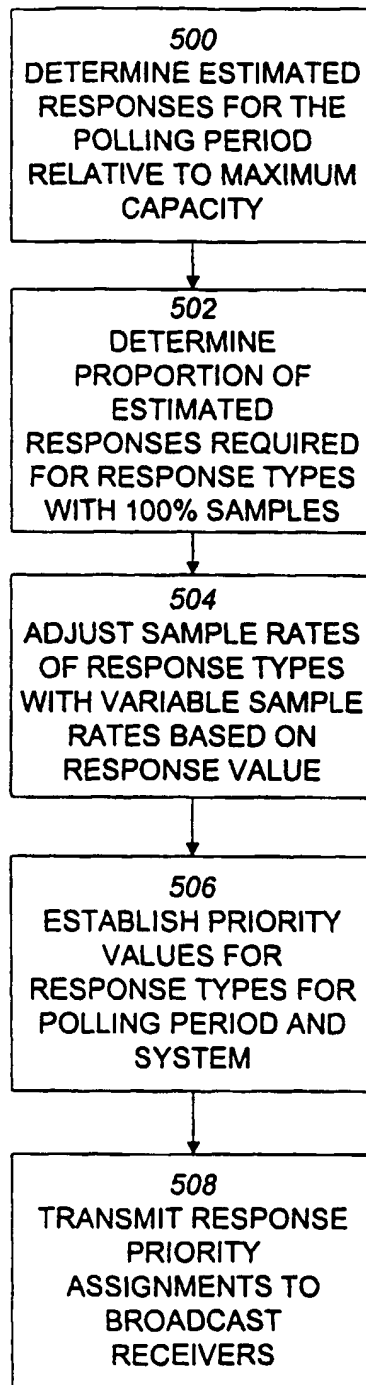 500
DETERMINE ESTIMATED
RESPONSES FOR THE
POLLING PERIOD
RELATIVE TO MAXIMUM
CAPACITY
502
DETERMINE
PROPORTION OF
ESTIMATED
RESPONSES REQUIRED
FOR RESPONSE TYPES
WITH 100% SAMPLES
504
ADJUST SAMPLE RATES
OF RESPONSE TYPES
WITH VARIABLE SAMPLE
RATES BASED ON
RESPONSE VALUE
506
ESTABLISH PRIORITY
VALUES FOR
RESPONSE TYPES FOR
POLLING PERIOD AND
SYSTEM
508
TRANSMIT RESPONSE
PRIORITY
ASSIGNMENTS TO
BROADCAST
RECEIVERS